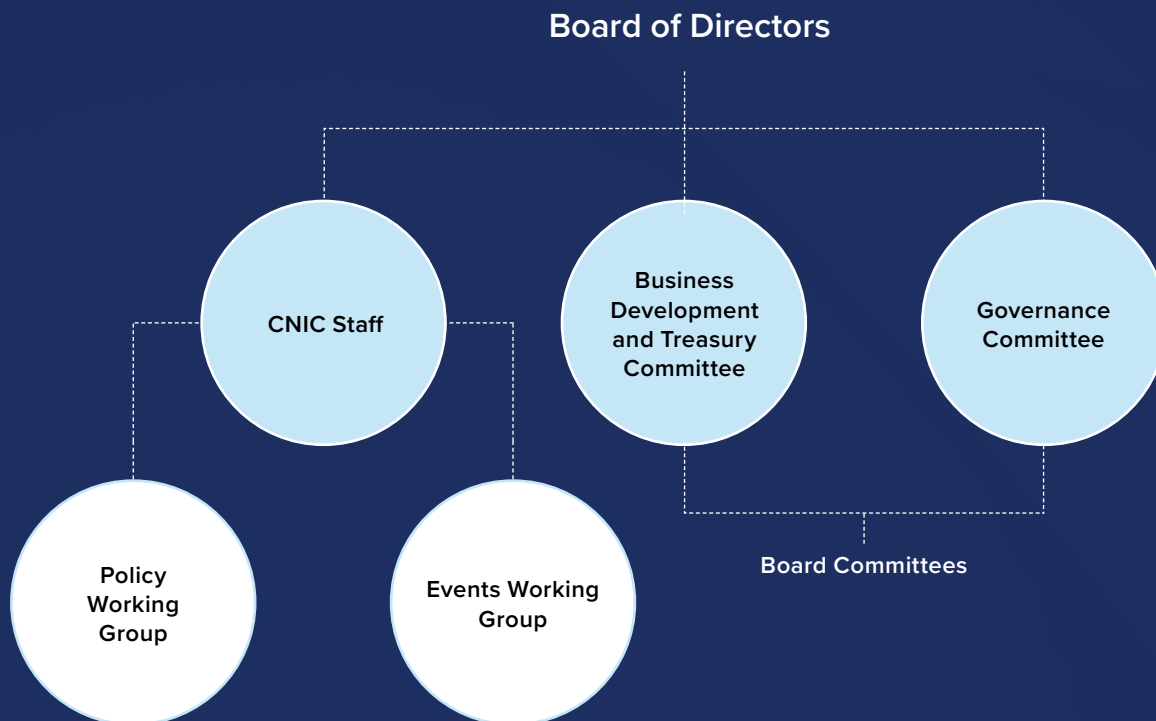 Board of Directors
CNIC Staff
Business
Development
and Treasury
Committee
Governance
Committee
Board Committees
Policy
Working
Group
Events Working
Group